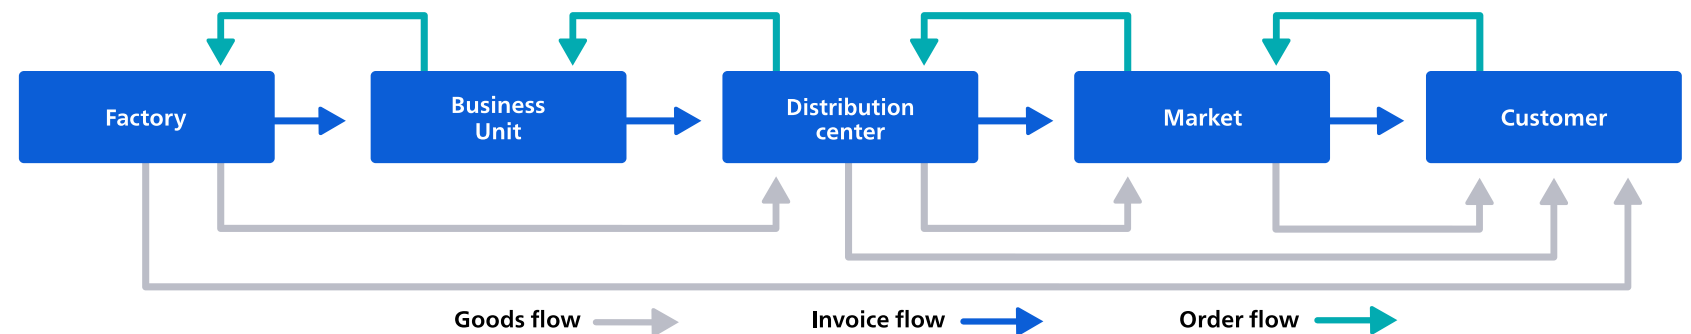 Factory
Business
Unit
Distribution
center
Market
Customer
Goods flow
Invoice flow
Order flow